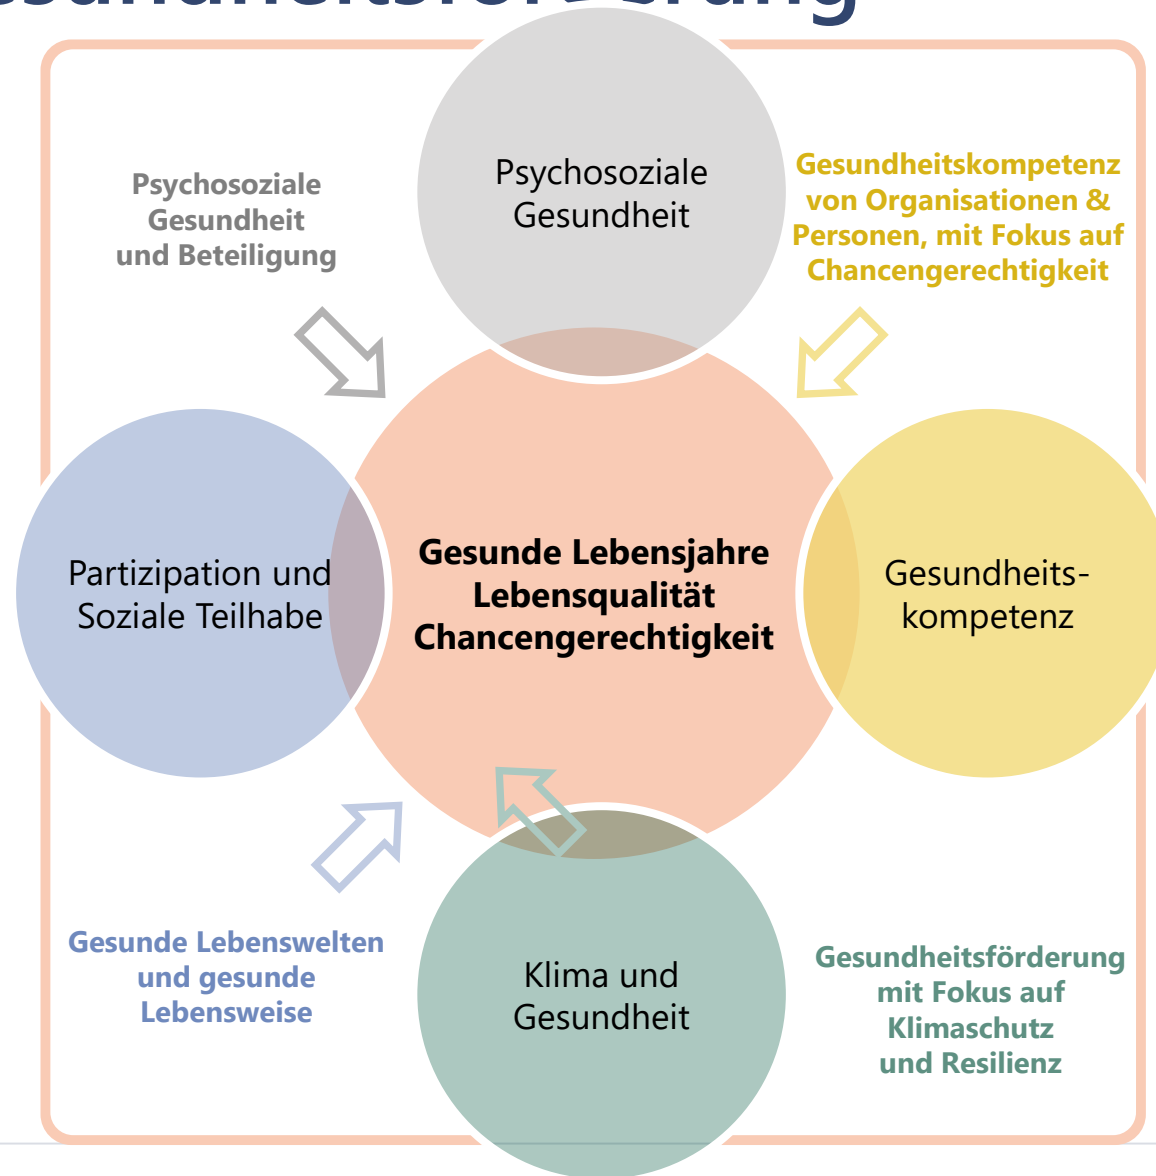 Psychosoziale
Gesundheit
und Beteiligung
Psychosoziale
Gesundheit
Gesundheitskompetenz
von Organisationen &
Personen, mit Fokus auf
Chancengerechtigkeit
Partizipation und
Soziale Teilhabe
Gesunde Lebensjahre
Lebensqualität
Chancengerechtigkeit
Gesundheits-
kompetenz
Gesunde Lebenswelten
und gesunde
Lebensweise
Klima und
Gesundheit
Gesundheitsförderung
mit Fokus auf
Klimaschutz
und Resilienz